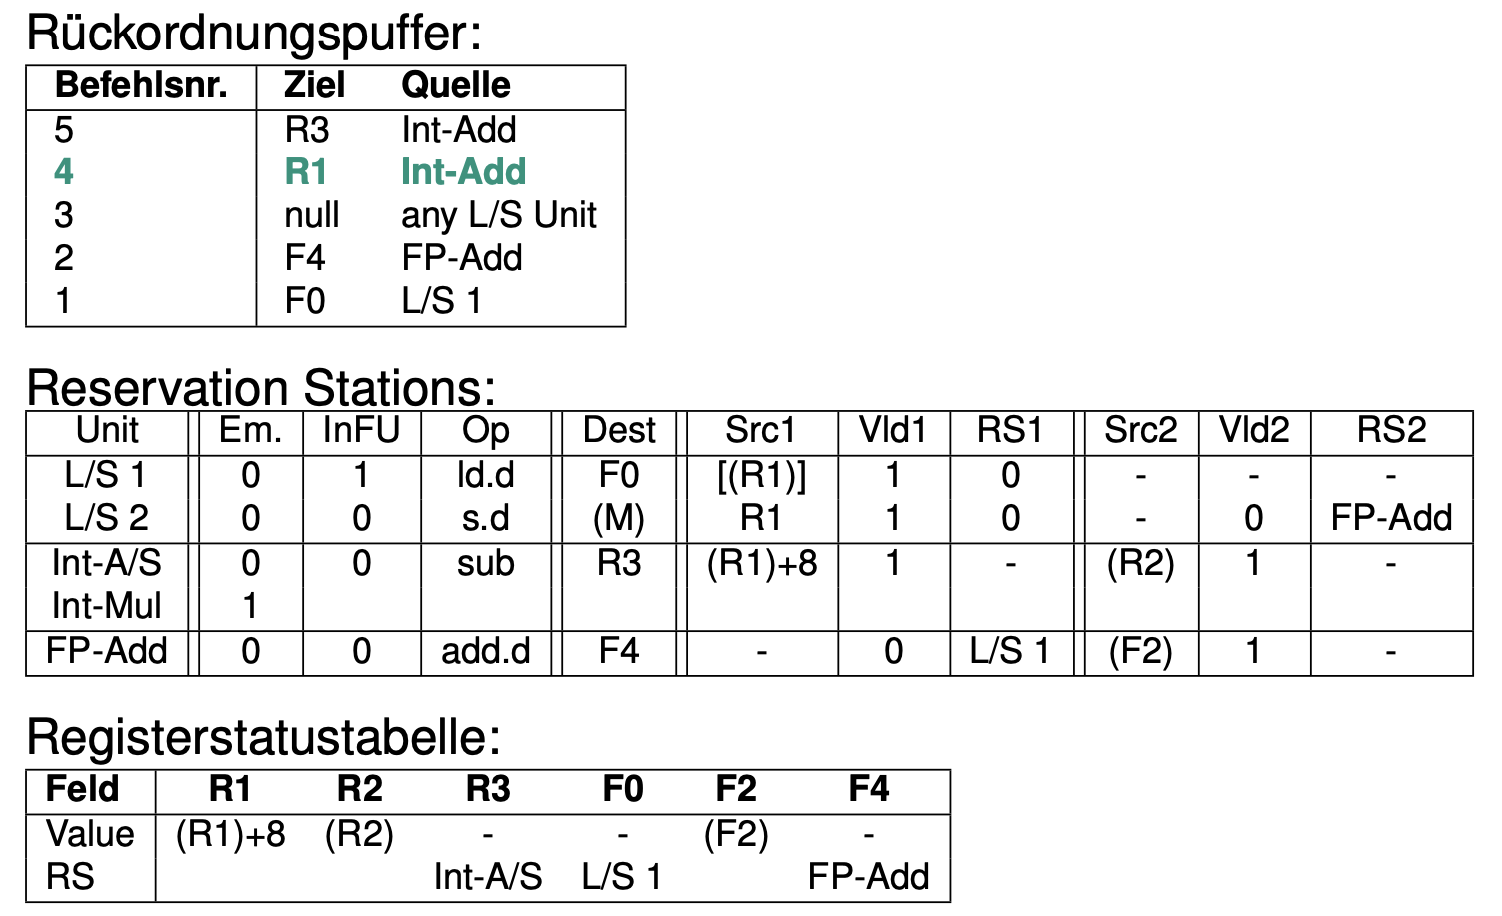 Rückordnungspuffer:
Befehlsnr. Ziel Quelle
5 R3 Int-Add
4 R1 Int-Add
3 null any L/S Unit
2 F4 FP-Add
1 F0 L/S 1
Reservation Stations:
Unit Em. InFU Op Dest Src1 Vld1 RS1 Src2 Vld2 RS2
L/S 1 0 1 ld.d F0 [(R1)] 1 0 - - -
L/S 2 0 0 s.d (M) R1 1 0 - 0 FP-Add
Int-A/S 0 0 sub R3 (R1)+8 1 - (R2) 1 -
Int-Mul 1
FP-Add 0 0 add.d F4 - 0 L/S 1 (F2) 1 -
Registerstatustabelle:
Feld R1 R2 R3 F0 F2 F4
Value (R1)+8 (R2) - - (F2) -
RS Int-A/S L/S 1 FP-Add